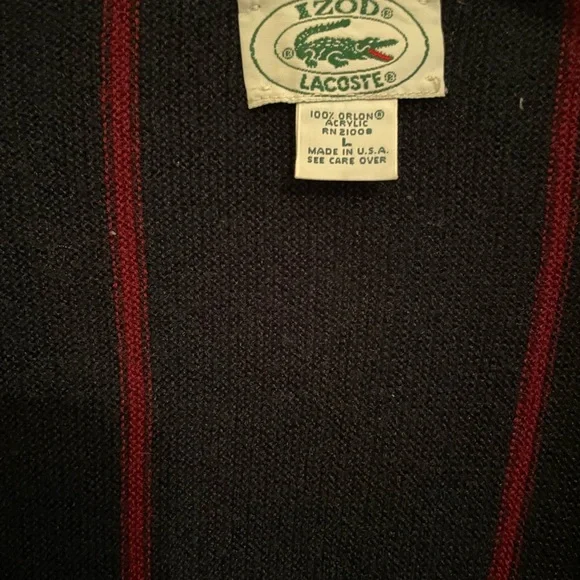 IZOD®
®
LACOSTE®
100% ORLON®
ACRYLIC
RN 21008
L
MADE IN U.S.A.
SEE CARE OVER